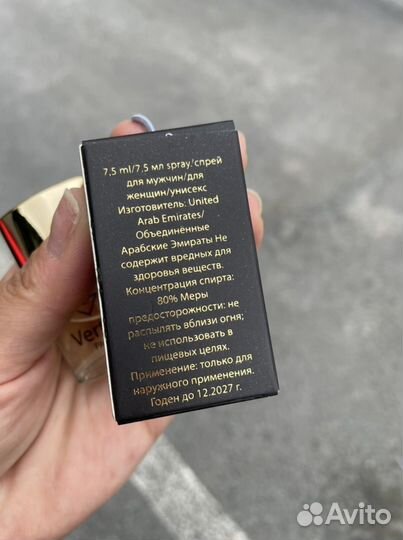 7,5 ml/7.5 мл spray/спрей
для мужчин/для
женщин/унисекс
Изготовитель: United
Arab Emirates/
Объединённые
Арабские Эмираты Не
содержит вредных для
здоровья веществ.
Концентрация спирта:
80% Меры
предосторожности: не
распылять вблизи огня;
не использовать в
пищевых целях.
Применение: только для
наружного применения.
Годен до 12.2027 г.
Ver
Avito